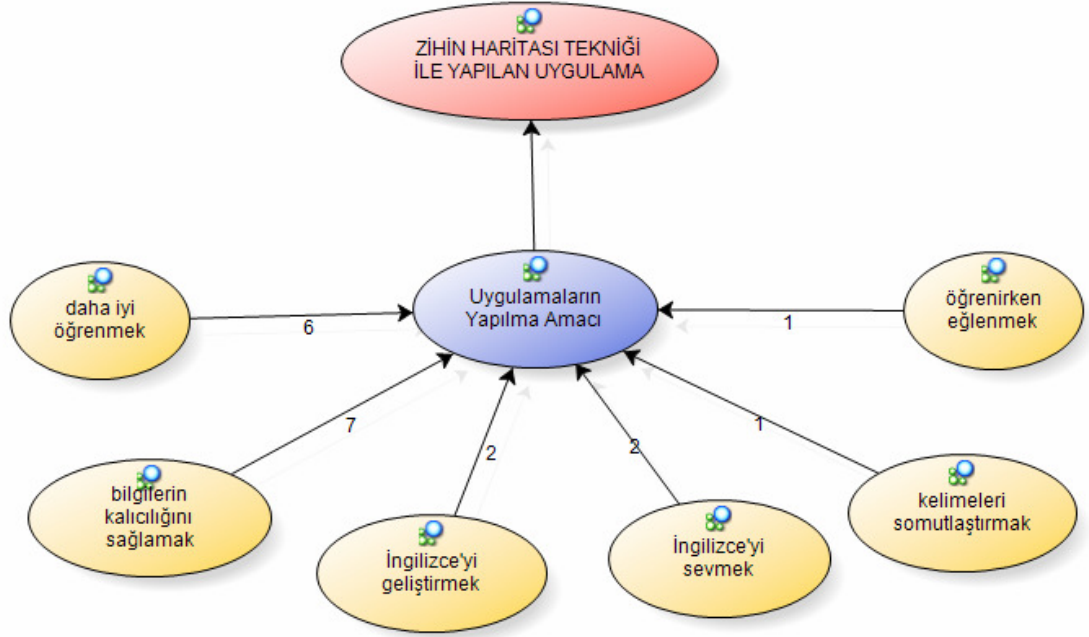 ZİHİN HARİTASI TEKNİĞİ
İLE YAPILAN UYGULAMA
Uygulamaların
Yapılma Amacı
daha iyi
öğrenmek
6
öğrenirken
eğlenmek
1
bilgilerin
kalıcılığını
sağlamak
7
İngilizce'yi
geliştirmek
2
İngilizce'yi
sevmek
2
kelimeleri
somutlaştırmak
1